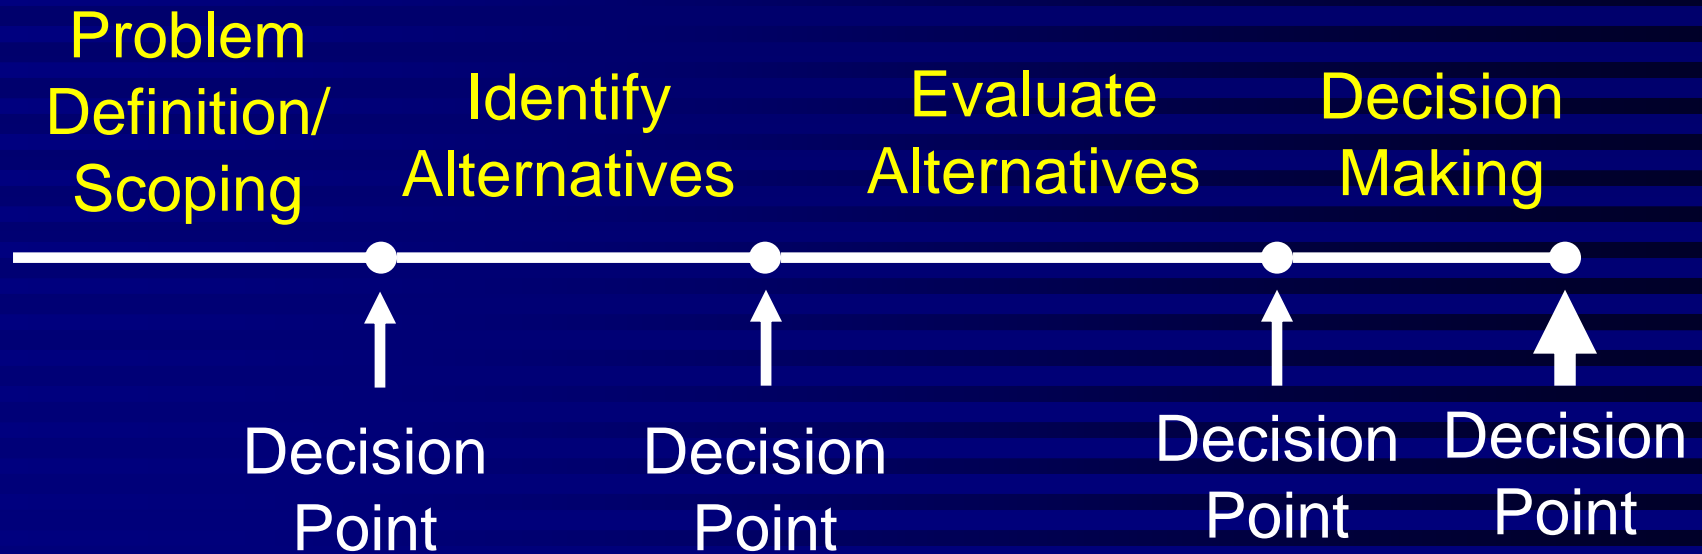 Problem
Definition/
Scoping
Identify
Alternatives
Evaluate
Alternatives
Decision
Making
Decision
Point
Decision
Point
Decision
Point
Decision
Point